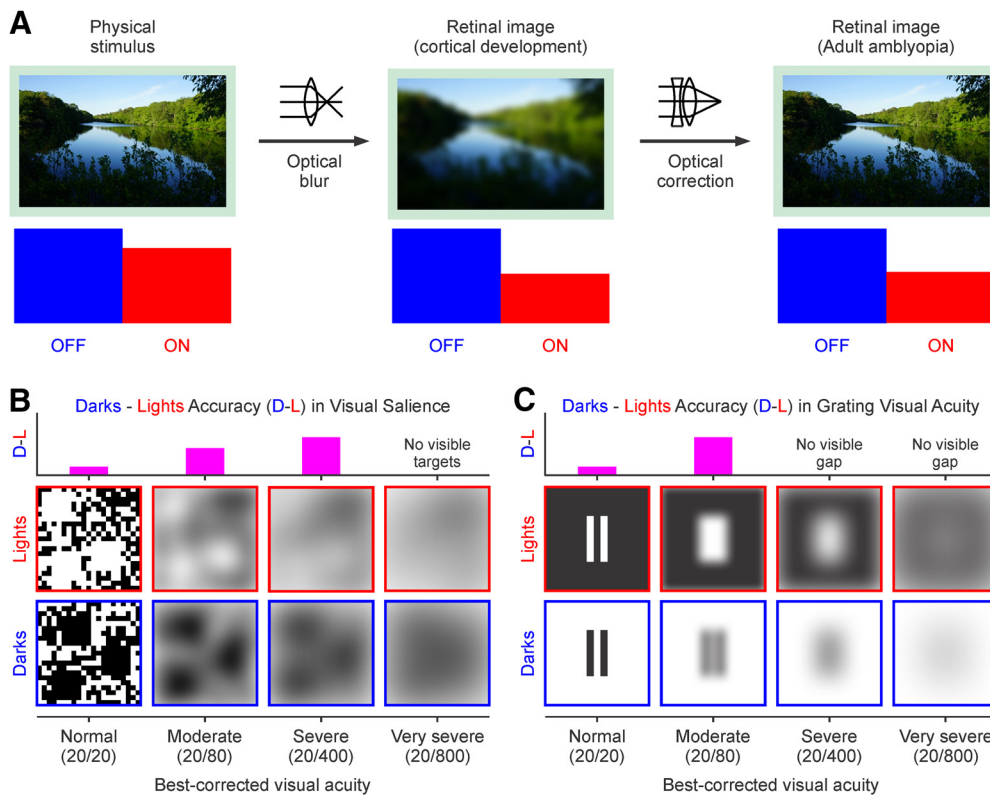 A
Physical
stimulus
Retinal image
(cortical development)
Retinal image
(Adult amblyopia)
Optical
blur
Optical
correction
OFF
ON
OFF
ON
OFF
ON
B
Darks - Lights Accuracy (D-L) in Visual Salience
D-L
No visible
targets
Lights
Darks
Normal
(20/20)
Moderate
(20/80)
Severe
(20/400)
Very severe
(20/800)
Best-corrected visual acuity
C
Darks - Lights Accuracy (D-L) in Grating Visual Acuity
D-L
No visible
gap
No visible
gap
Lights
Darks
Normal
(20/20)
Moderate
(20/80)
Severe
(20/400)
Very severe
(20/800)
Best-corrected visual acuity